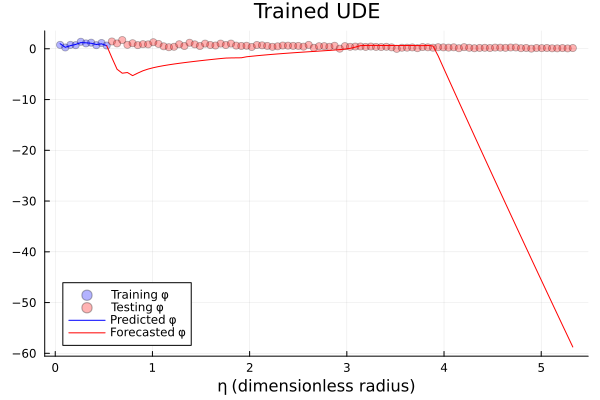 Trained UDE
0
−10
−20
−30
−40
−50
−60
Training φ
Testing φ
Predicted φ
Forecasted φ
0 1 2 3 4 5
η (dimensionless radius)